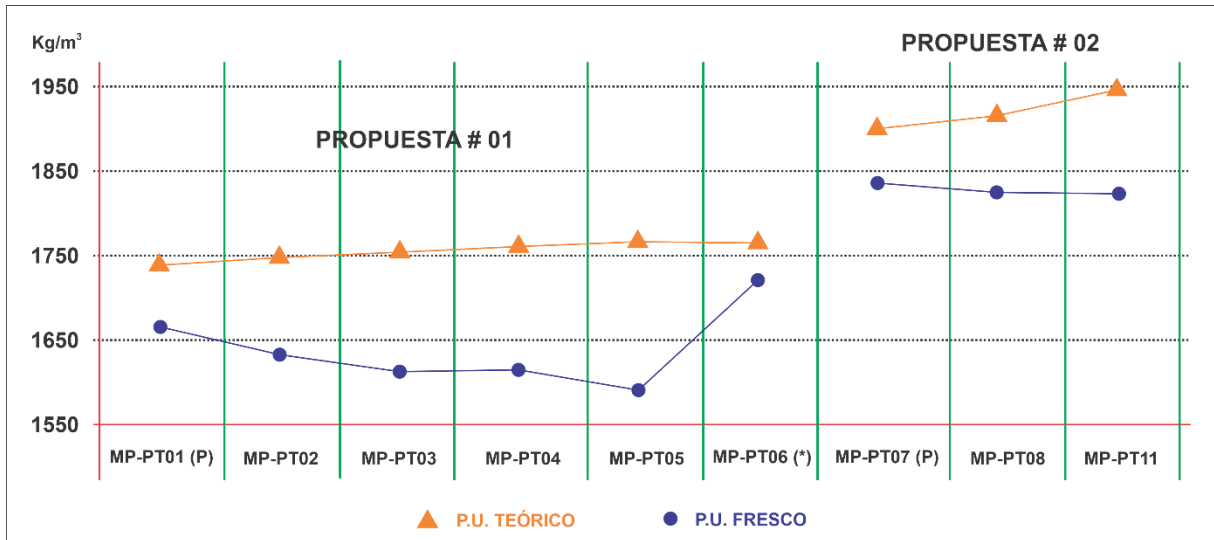 Kg/m³
PROPUESTA # 02
1950
PROPUESTA # 01
1850
1750
1650
1550
MP-PT01 (P) MP-PT02 MP-PT03 MP-PT04 MP-PT05 MP-PT06 (*) MP-PT07 (P) MP-PT08 MP-PT11
P.U. TEÓRICO P.U. FRESCO